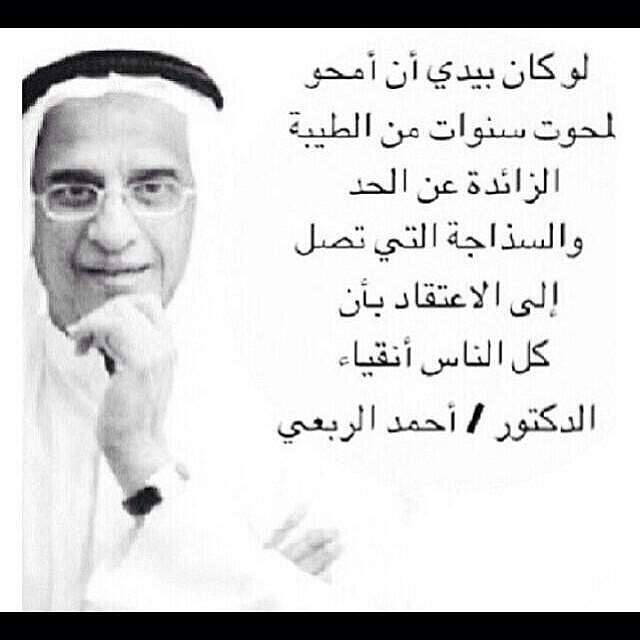 لو كان بيدي أن أمحو
لمحوت سنوات من الطيبة
الزائدة عن الحد
والسذاجة التي تصل
إلى الاعتقاد بأن
كل الناس أنقياء
الدكتور / أحمد الربعي